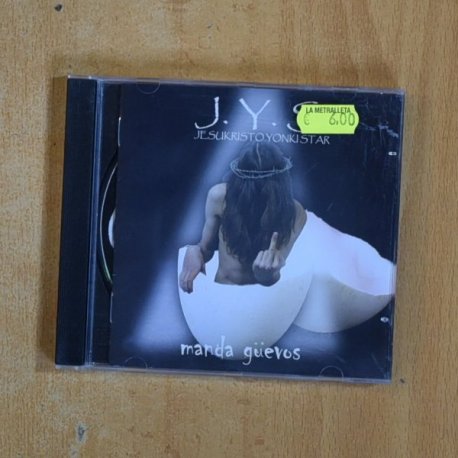 J. Y. S
JESUKRISTO.YONKI STAR
LA METRALLETA
€ 6,00
manda güevos